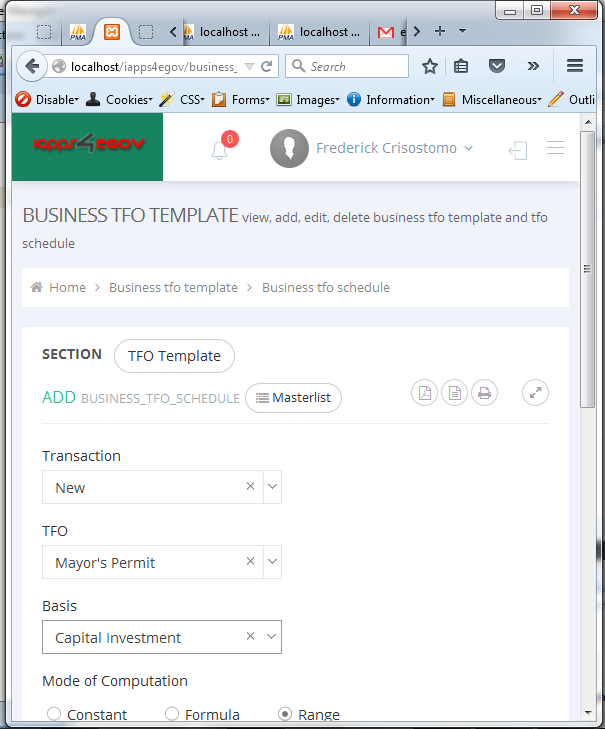 localhost ...
localhost ...
e
localhost/iapps4egov/business_
Search
Disable
Cookies
CSS
Forms
Images
Information
Miscellaneous
Outli
iapps4EGOV
0
Frederick Crisostomo
BUSINESS TFO TEMPLATE view, add, edit, delete business tfo template and tfo
schedule
Home > Business tfo template > Business tfo schedule
SECTION TFO Template
ADD BUSINESS_TFO_SCHEDULE Masterlist
Transaction
New
TFO
Mayor's Permit
Basis
Capital Investment
Mode of Computation
Constant Formula Range